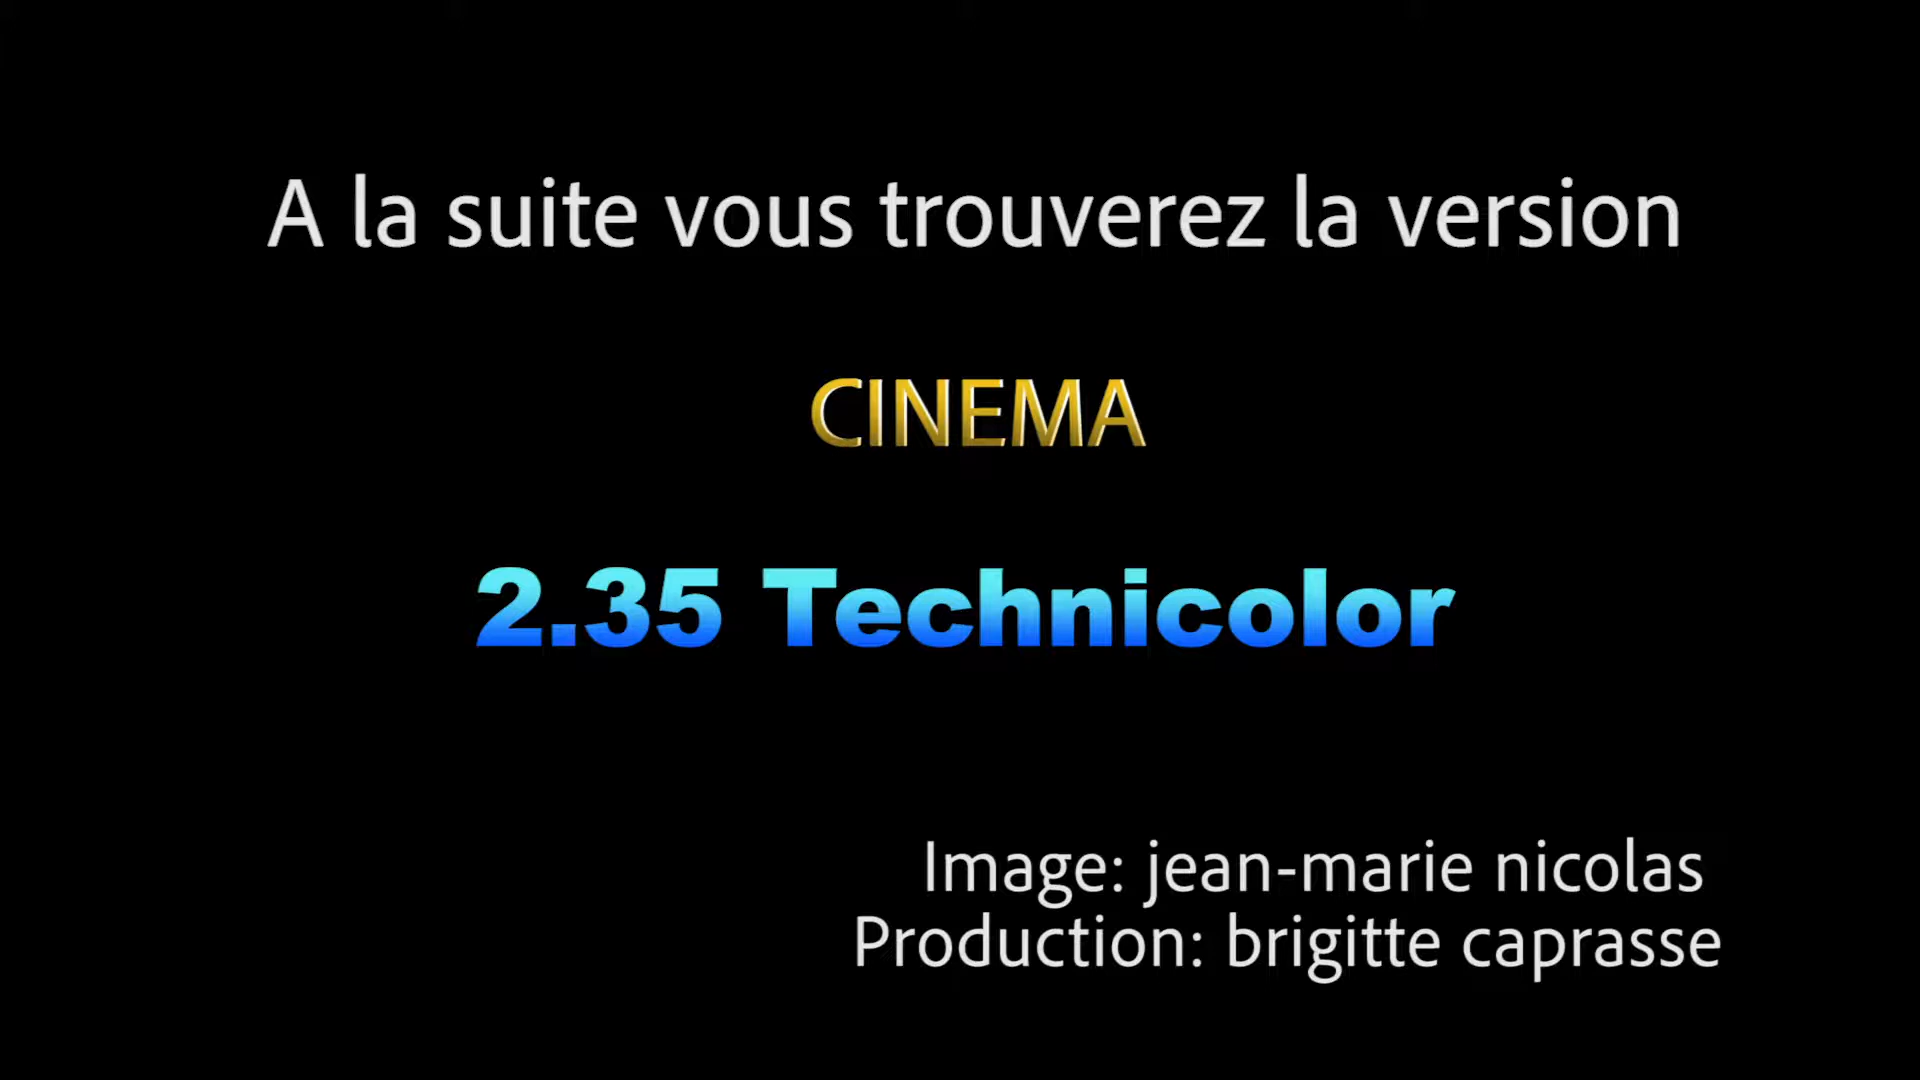 A la suite vous trouverez la version
CINEMA
2.35 Technicolor
Image: jean-marie nicolas
Production: brigitte caprasse